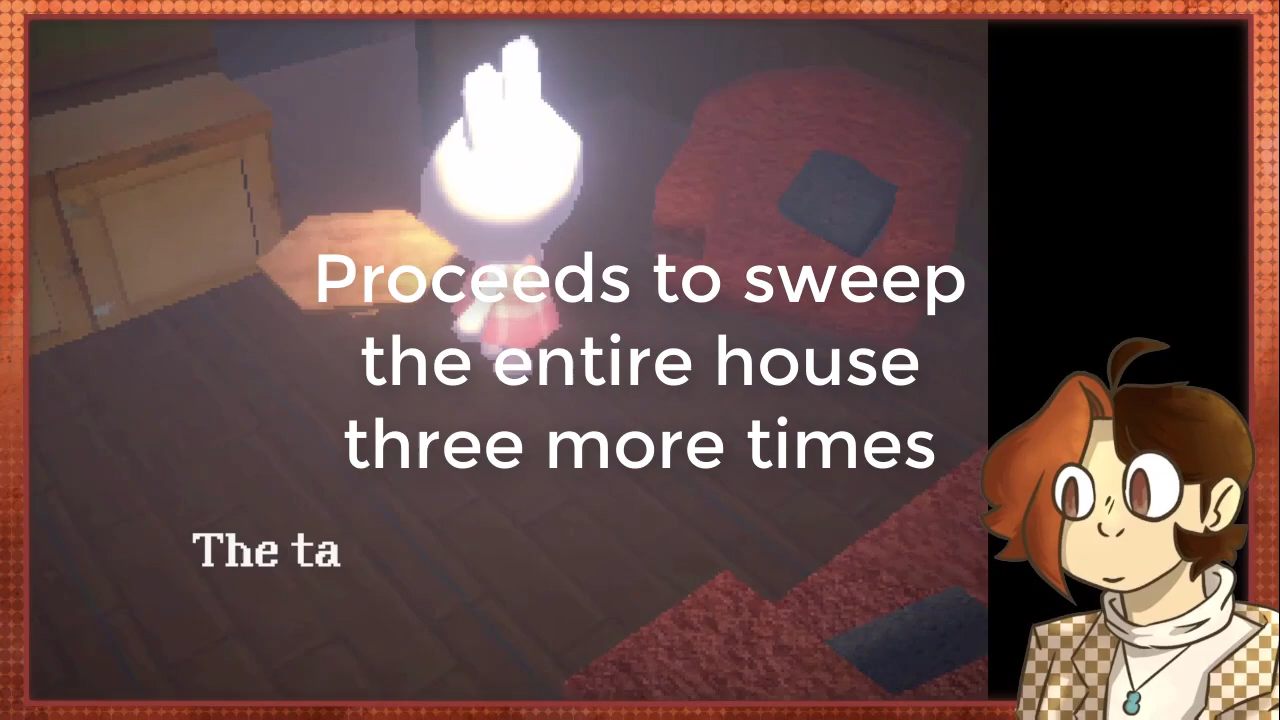 Proceeds to sweep
the entire house
three more times
The ta